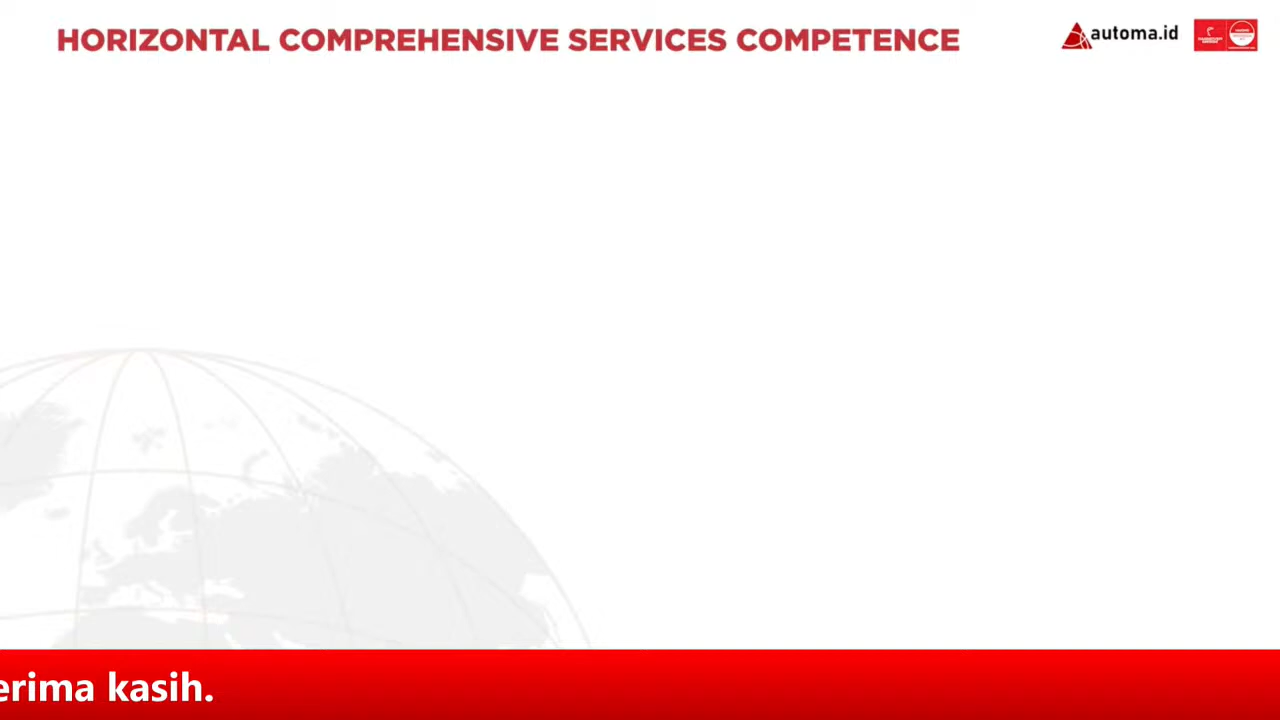 HORIZONTAL COMPREHENSIVE SERVICES COMPETENCE
automa.id
erima kasih.